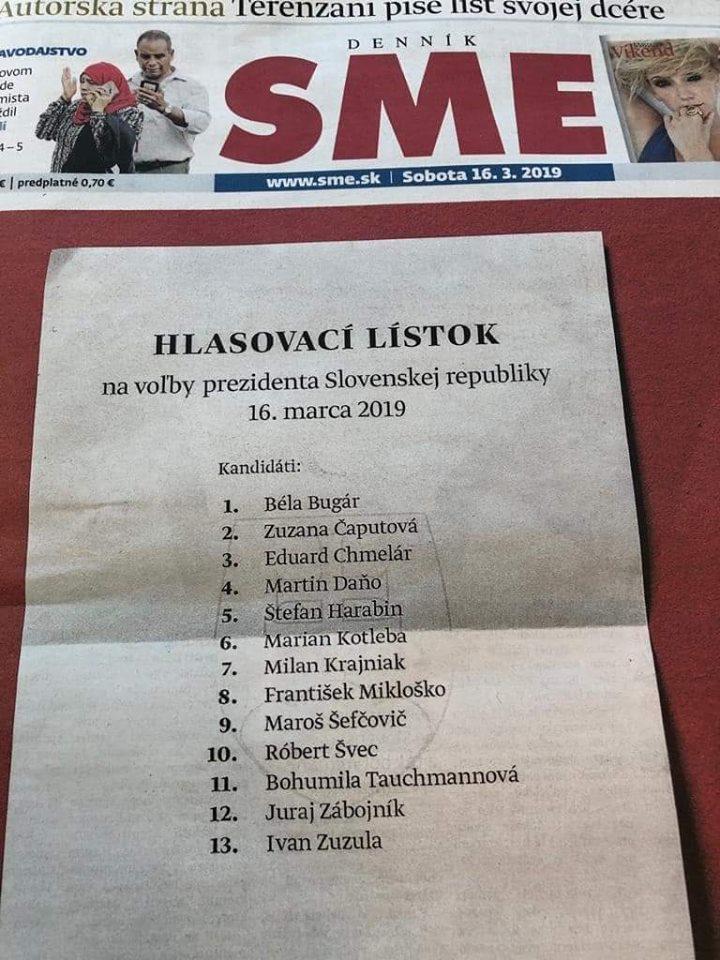 Autorská strana Terenzani píše list svojej dcére
AVODAJSTVO
ovom
de
mista
dil
lí
4–5
DENNÍK
SME
Víkend
€ | predplatné 0,70 €
www.sme.sk | Sobota 16. 3. 2019
HLASOVACÍ LÍSTOK
na voľby prezidenta Slovenskej republiky
16. marca 2019
Kandidáti:
1. Béla Bugár
2. Zuzana Čaputová
3. Eduard Chmelár
4. Martin Daňo
5. Štefan Harabin
6. Marian Kotleba
7. Milan Krajniak
8. František Mikloško
9. Maroš Šefčovič
10. Róbert Švec
11. Bohumila Tauchmannová
12. Juraj Zábojník
13. Ivan Zuzula